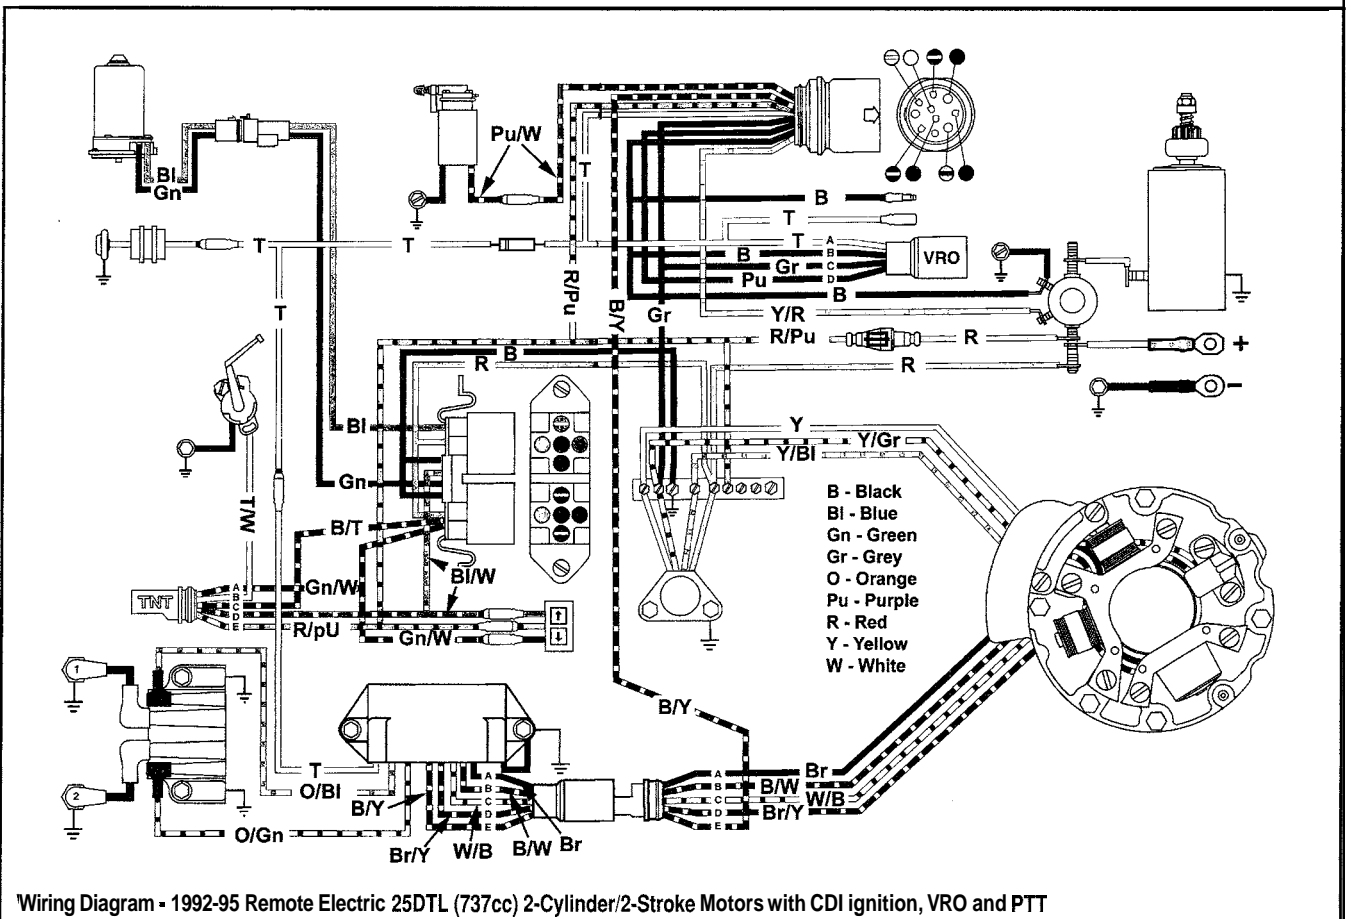 Pu/W
Bl
Gn
T
B
T
T
T
T
A
B
B
Gr
C
Pu
D
VRO
B
T
R/Pu
B/Y
Gr
Y/R
R/Pu
R
+
B
R
R
–
Bl
Y
Y/Gr
Y/Bl
Gn
T/W
B/T
B - Black
Bl - Blue
Gn - Green
Gr - Grey
O - Orange
Pu - Purple
R - Red
Y - Yellow
W - White
Bl/W
Gn/W
TNT
A
B
C
D
E
R/pU
Gn/W
↑
↓
1
B/Y
T
O/Bl
B/Y
A
B
C
D
E
A
B
C
D
E
Br
B/W
W/B
Br/Y
2
O/Gn
Br/Y
W/B
B/W
Br
Wiring Diagram - 1992-95 Remote Electric 25DTL (737cc) 2-Cylinder/2-Stroke Motors with CDI ignition, VRO and PTT